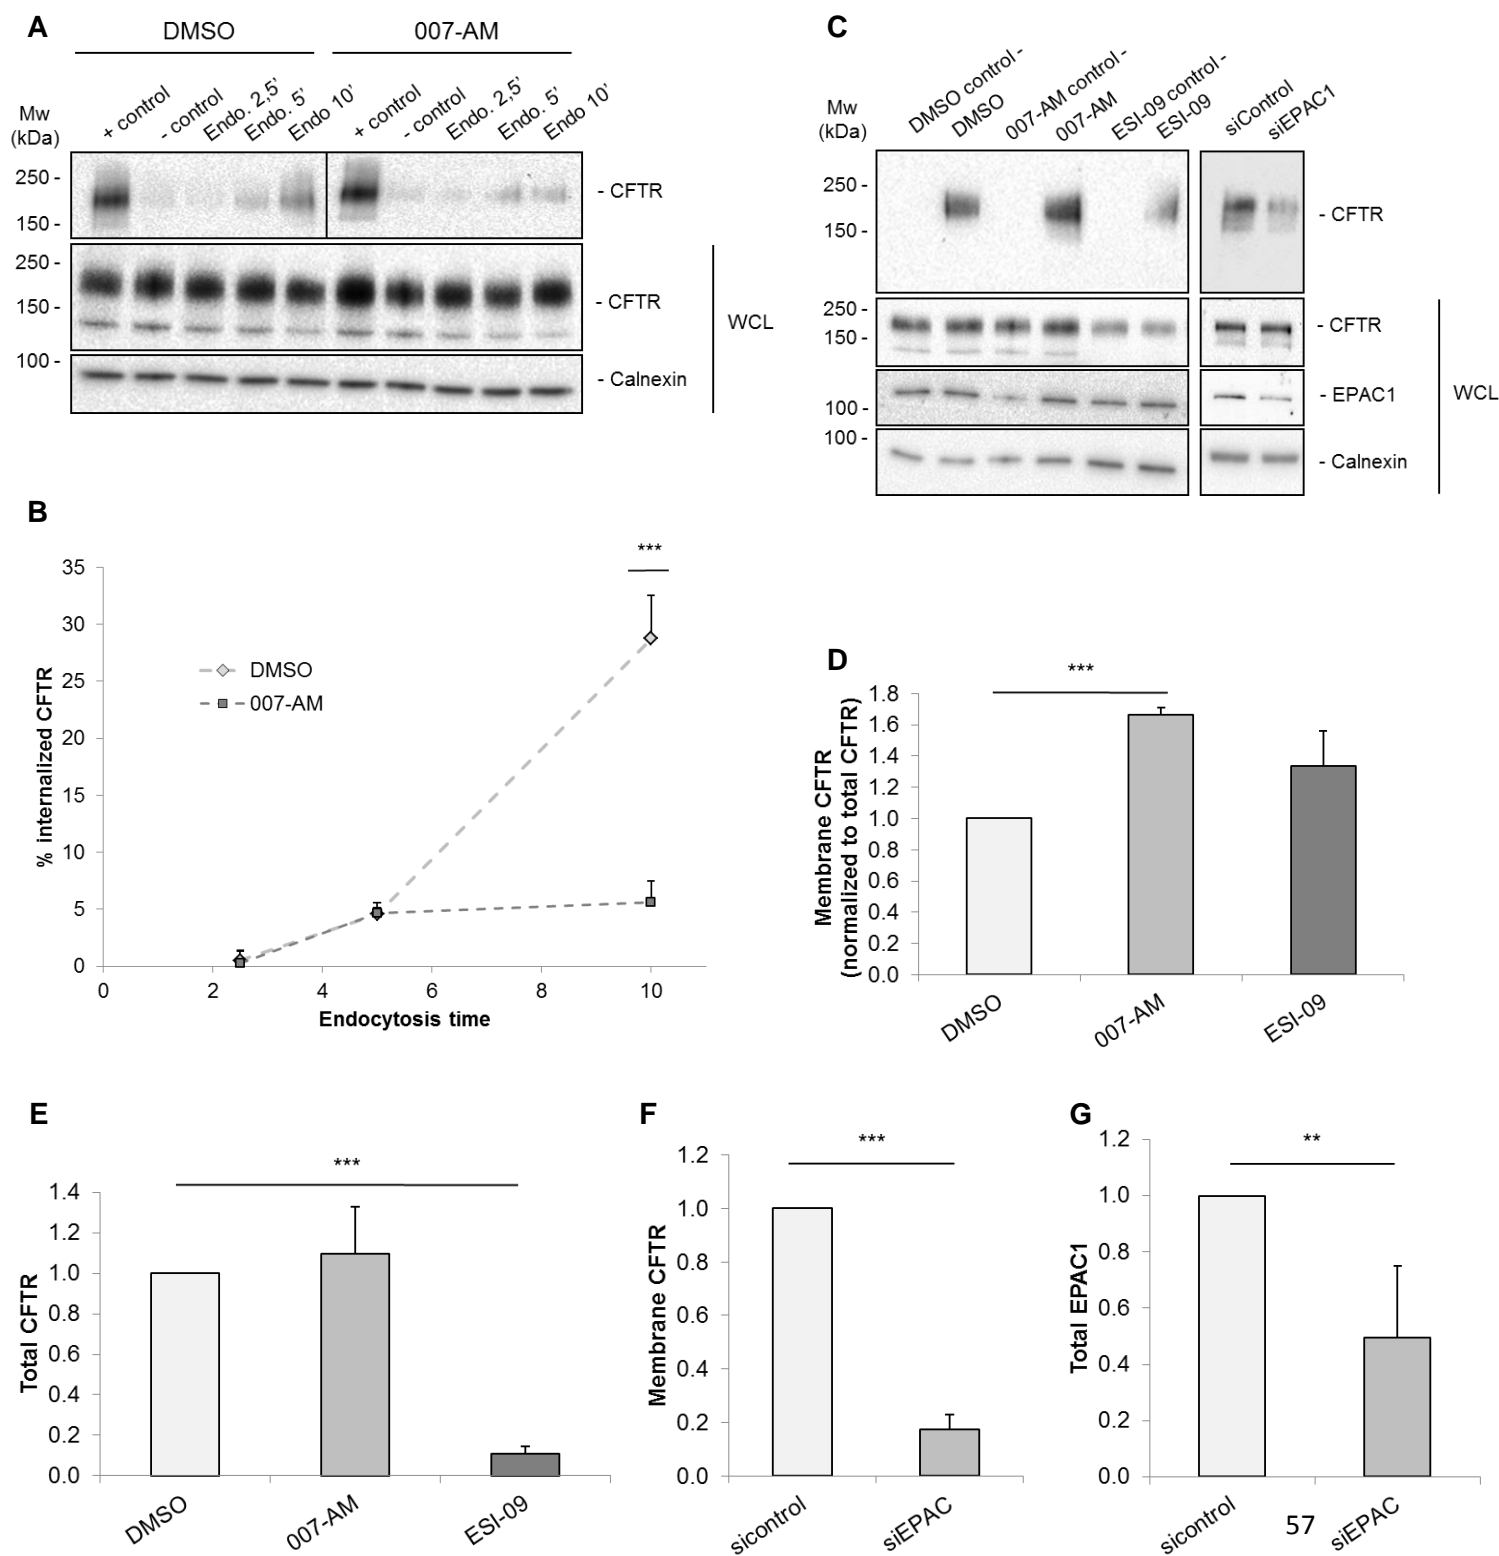 A
DMSO
007-AM
Mw
(kDa)
+ control
- control
Endo. 2,5'
Endo. 5'
Endo 10'
+ control
- control
Endo. 2,5'
Endo. 5'
Endo 10'
250 -
150 -
- CFTR
250 -
150 -
- CFTR
100 -
- Calnexin
WCL
C
Mw
(kDa)
DMSO control -
DMSO
007-AM control -
007-AM
ESI-09 control -
ESI-09
siControl
siEPAC1
250 -
150 -
- CFTR
250 -
150 -
- CFTR
100 -
- EPAC1
100 -
- Calnexin
WCL
B
***
35
30
25
20
15
10
5
0
% internalized CFTR
DMSO
007-AM
0
2
4
6
8
10
Endocytosis time
D
***
Membrane CFTR
(normalized to total CFTR)
1.8
1.6
1.4
1.2
1.0
0.8
0.6
0.4
0.2
0.0
DMSO
007-AM
ESI-09
E
***
Total CFTR
1.4
1.2
1.0
0.8
0.6
0.4
0.2
0.0
DMSO
007-AM
ESI-09
F
***
Membrane CFTR
1.2
1.0
0.8
0.6
0.4
0.2
0.0
sicontrol
siEPAC
G
**
Total EPAC1
1.2
1.0
0.8
0.6
0.4
0.2
0.0
sicontrol
siEPAC
57